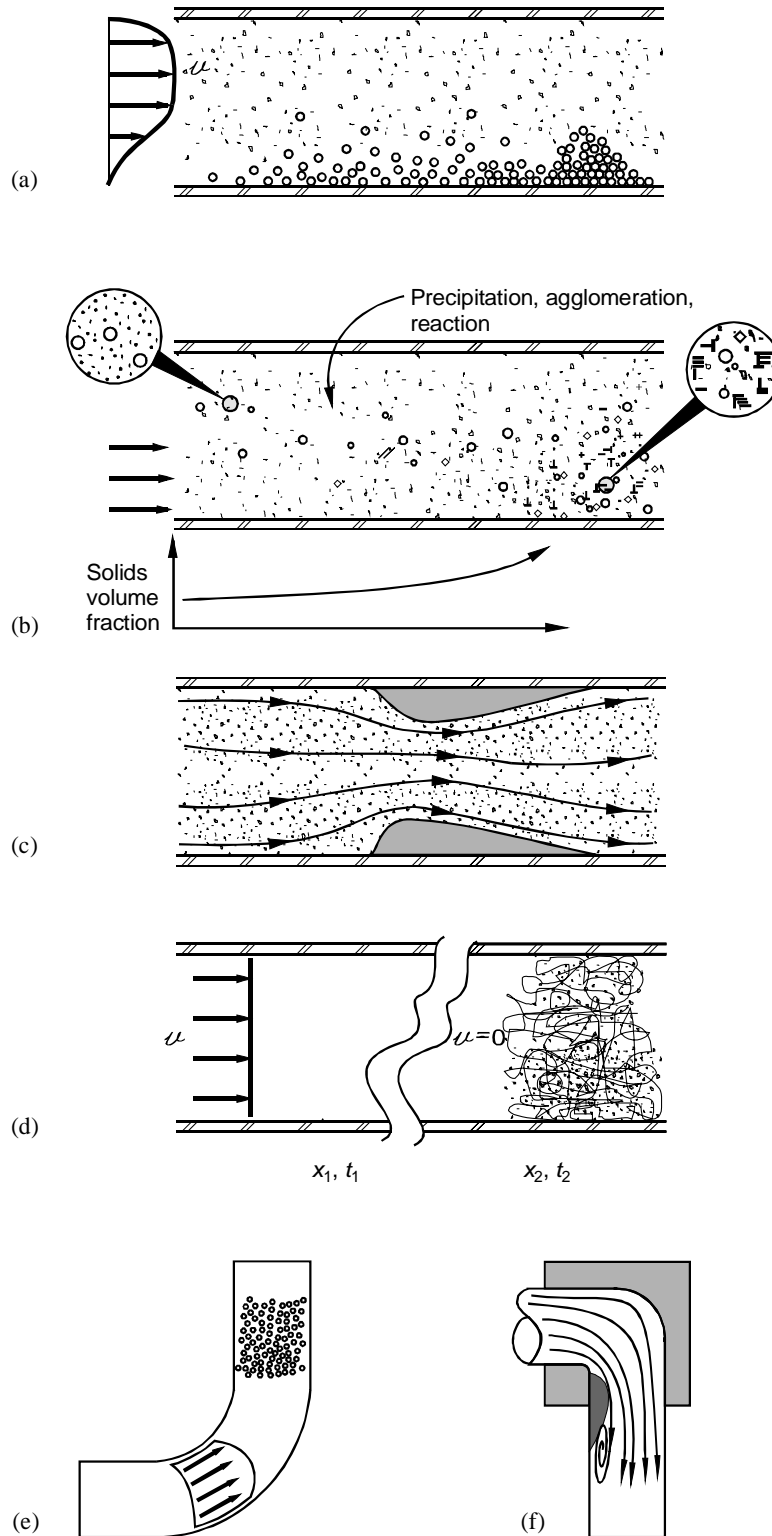 u
(a)
Precipitation, agglomeration,
reaction
Solids
volume
fraction
(b)
(c)
u
u=0
(d)
x₁, t₁
x₂, t₂
(e)
(f)